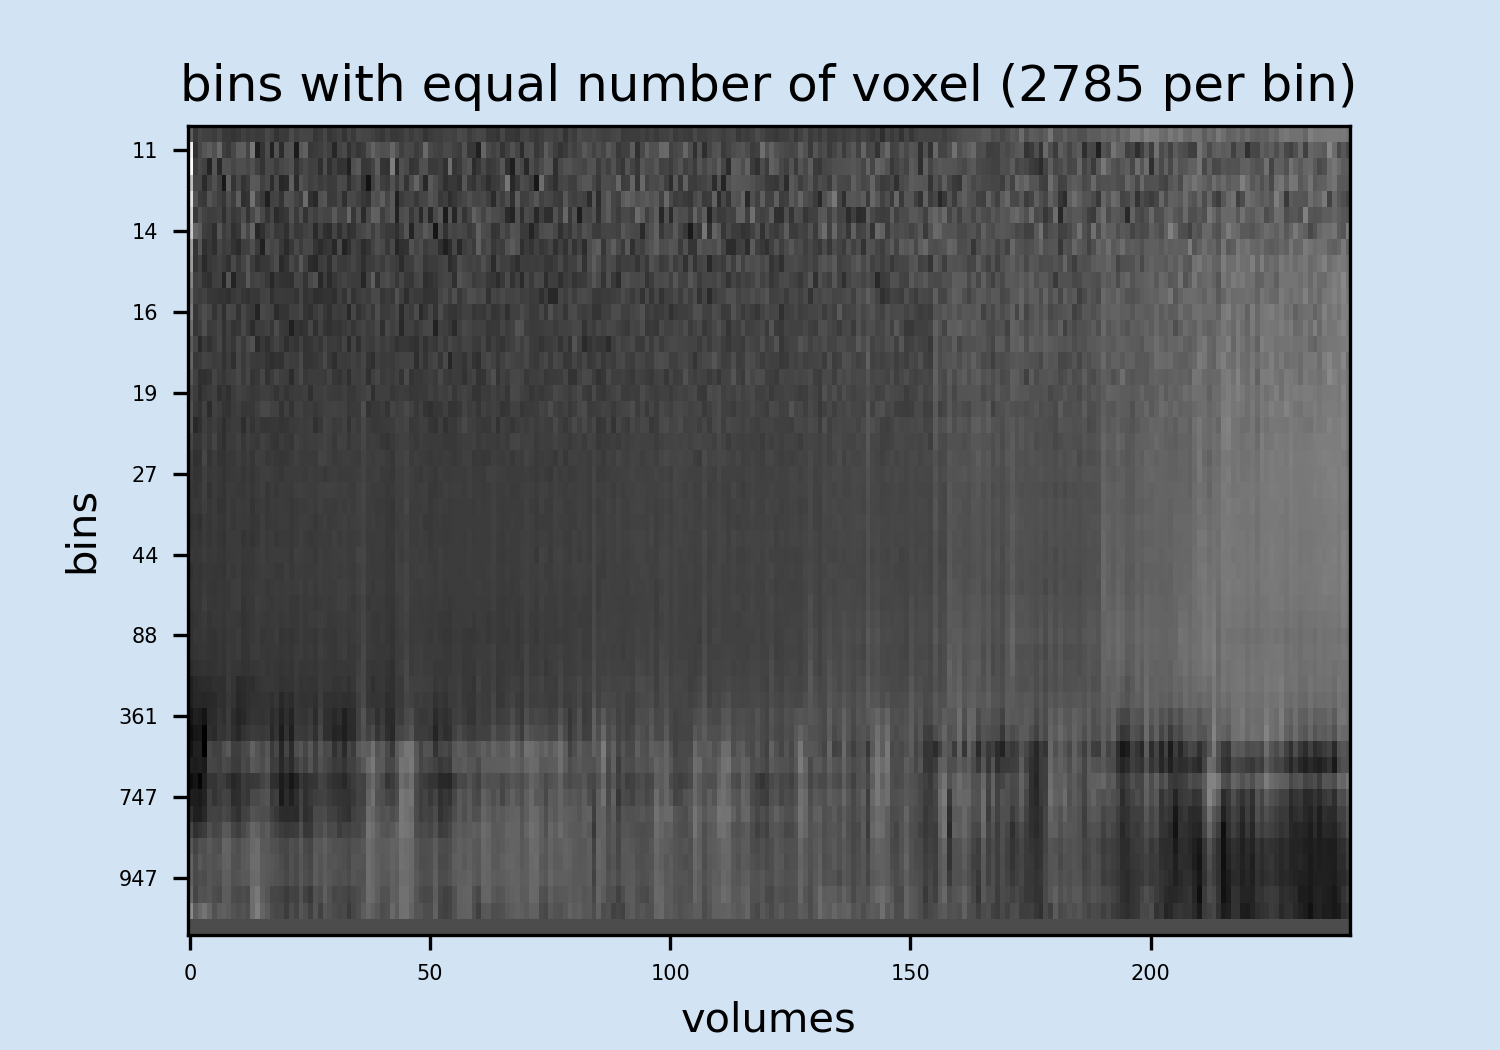 bins with equal number of voxel (2785 per bin)
bins
11
14
16
19
27
44
88
361
747
947
0 50 100 150 200
volumes